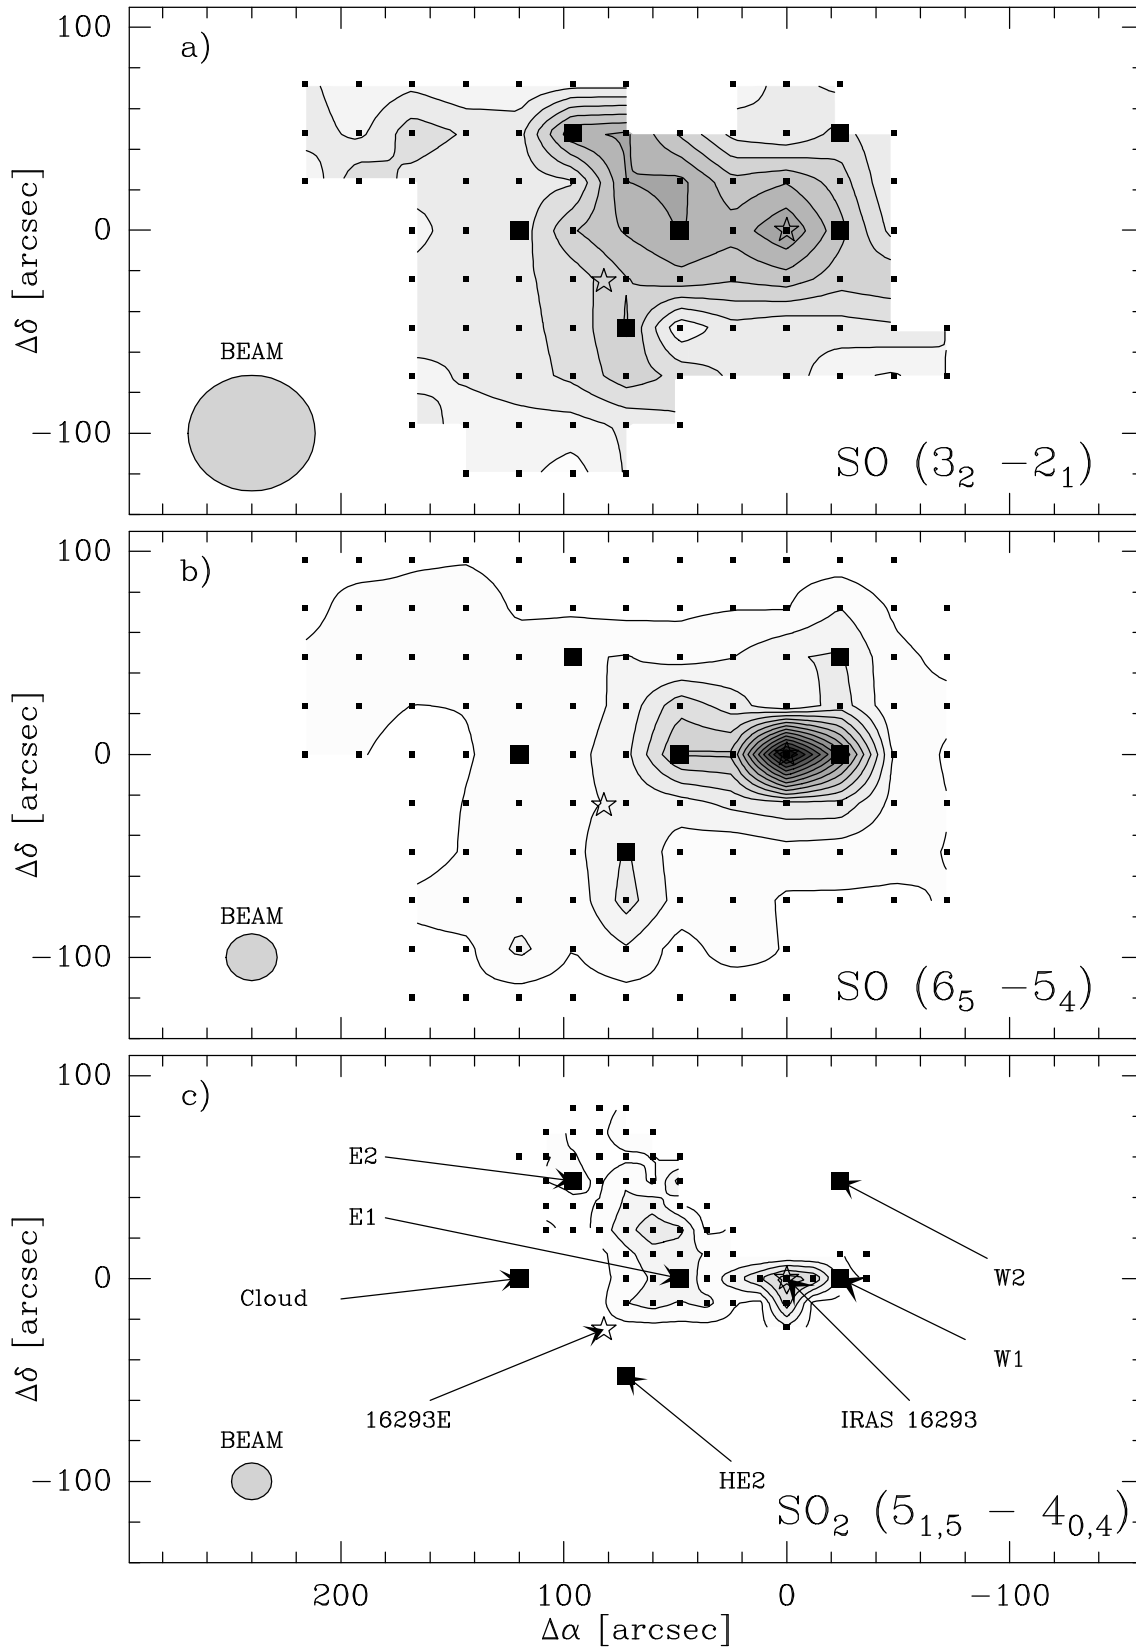 100
a)
0
Δδ [arcsec]
BEAM
−100
SO (3₂ −2₁)
100
b)
0
Δδ [arcsec]
BEAM
−100
SO (6₅ −5₄)
100
c)
E2
E1
0
W2
Cloud
Δδ [arcsec]
W1
16293E
IRAS 16293
BEAM
HE2
−100
SO₂ (5₁,₅ − 4₀,₄)
200 100 0 −100
Δα [arcsec]